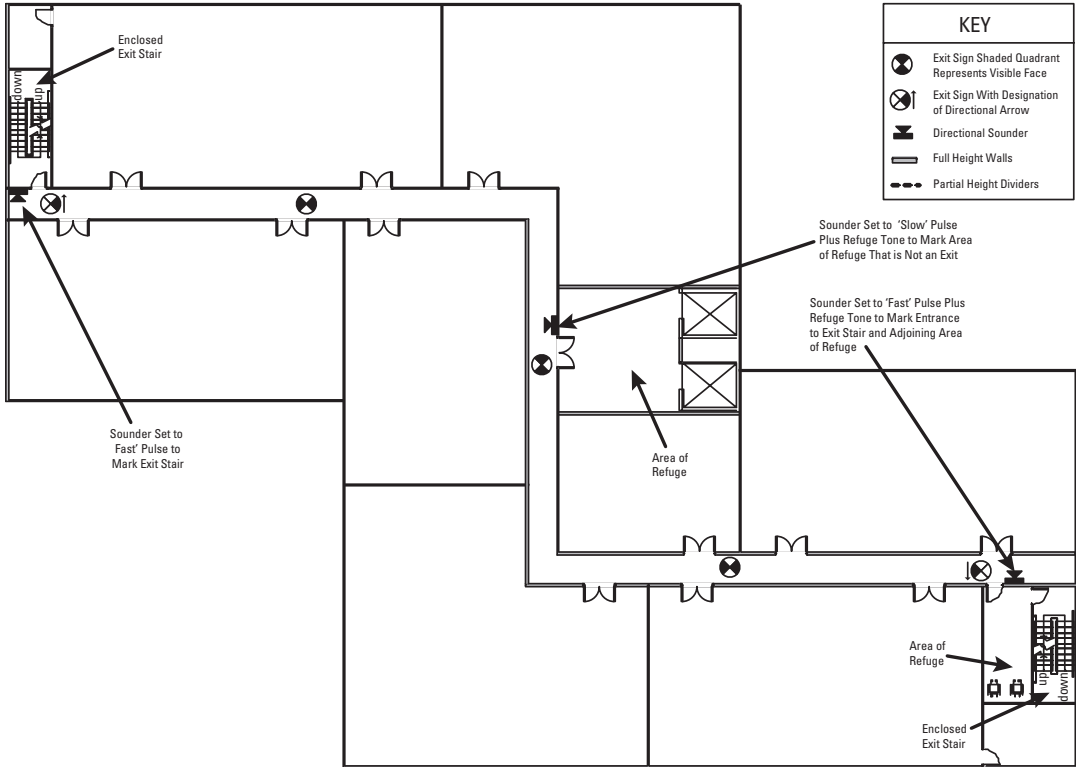 Enclosed
Exit Stair
down
up
KEY
Exit Sign Shaded Quadrant
Represents Visible Face
Exit Sign With Designation
of Directional Arrow
Directional Sounder
Full Height Walls
Partial Height Dividers
Sounder Set to ‘Slow’ Pulse
Plus Refuge Tone to Mark Area
of Refuge That is Not an Exit
Sounder Set to ‘Fast’ Pulse Plus
Refuge Tone to Mark Entrance
to Exit Stair and Adjoining Area
of Refuge
Sounder Set to
Fast’ Pulse to
Mark Exit Stair
Area of
Refuge
Area of
Refuge
up
down
Enclosed
Exit Stair